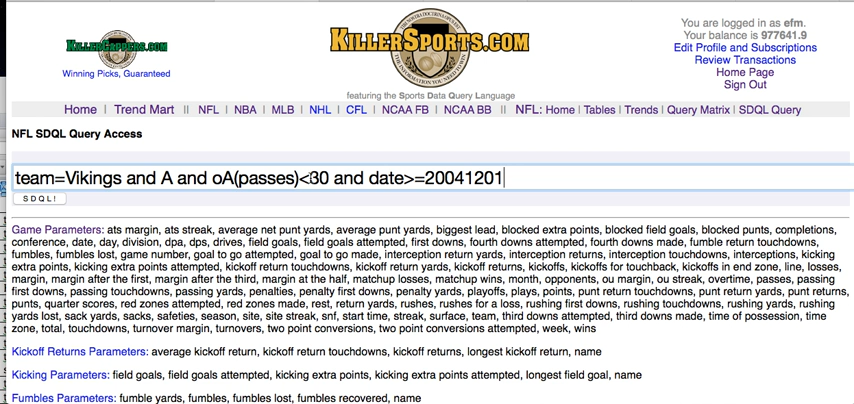 KILLERCAPPERS.COM
Winning Picks, Guaranteed
KILLERSPORTS.COM
featuring the Sports Data Query Language
You are logged in as efm.
Your balance is 977641.9
Edit Profile and Subscriptions
Review Transactions
Home Page
Sign Out
Home | Trend Mart || NFL | NBA | MLB | NHL | CFL | NCAA FB | NCAA BB || NFL: Home | Tables | Trends | Query Matrix | SDQL Query
NFL SDQL Query Access
team=Vikings and A and oA(passes)<30 and date>=20041201
SDQL!
Game Parameters: ats margin, ats streak, average net punt yards, average punt yards, biggest lead, blocked extra points, blocked field goals, blocked punts, completions,
conference, date, day, division, dpa, dps, drives, field goals, field goals attempted, first downs, fourth downs attempted, fourth downs made, fumble return touchdowns,
fumbles, fumbles lost, game number, goal to go attempted, goal to go made, interception return yards, interception returns, interception touchdowns, interceptions, kicking
extra points, kicking extra points attempted, kickoff return touchdowns, kickoff return yards, kickoff returns, kickoffs, kickoffs for touchback, kickoffs in end zone, line, losses,
margin, margin after the first, margin after the third, margin at the half, matchup losses, matchup wins, month, opponents, ou margin, ou streak, overtime, passes, passing
first downs, passing touchdowns, passing yards, penalties, penalty first downs, penalty yards, playoffs, plays, points, punt return touchdowns, punt return yards, punt returns,
punts, quarter scores, red zones attempted, red zones made, rest, return yards, rushes, rushes for a loss, rushing first downs, rushing touchdowns, rushing yards, rushing
yards lost, sack yards, sacks, safeties, season, site, site streak, snf, start time, streak, surface, team, third downs attempted, third downs made, time of possession, time
zone, total, touchdowns, turnover margin, turnovers, two point conversions, two point conversions attempted, week, wins
Kickoff Returns Parameters: average kickoff return, kickoff return touchdowns, kickoff returns, longest kickoff return, name
Kicking Parameters: field goals, field goals attempted, kicking extra points, kicking extra points attempted, longest field goal, name
Fumbles Parameters: fumble yards, fumbles, fumbles lost, fumbles recovered, name